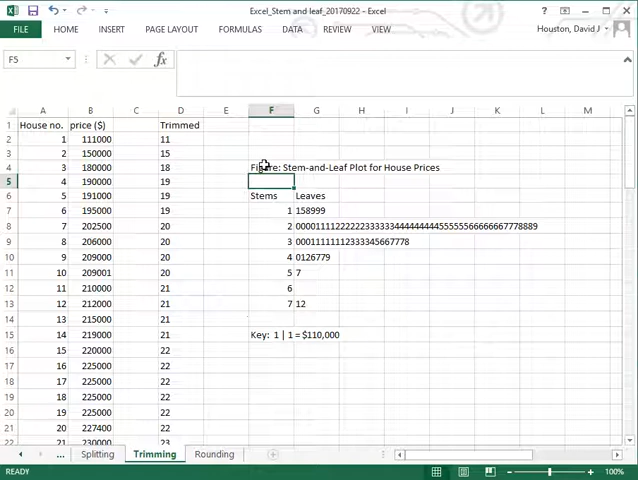 Excel_Stem and leaf_20170922 - Excel
FILE HOME INSERT PAGE LAYOUT FORMULAS DATA REVIEW VIEW Houston, David J
F5
A B C D E F G H I J K L M
1 House no. price ($) Trimmed
2 1 111000 11
3 2 150000 15
4 3 180000 18 Figure: Stem-and-Leaf Plot for House Prices
5 4 190000 19
6 5 191000 19 Stems Leaves
7 6 195000 19 1 158999
8 7 202500 20
9 8 206000 20
10 9 209000 20 4 0126779
11 10 209001 20 5 7
12 11 210000 21 6
13 12 212000 21 7 12
14 13 215000 21
15 14 219000 21 Key: 1 | 1 = $110,000
16 15 220000 22
17 16 225000 22
18 17 225000 22
19 18 225000 22
20 19 225000 22
21 20 227400 22
22 21 230000 23
... Splitting Trimming Rounding
READY 100%